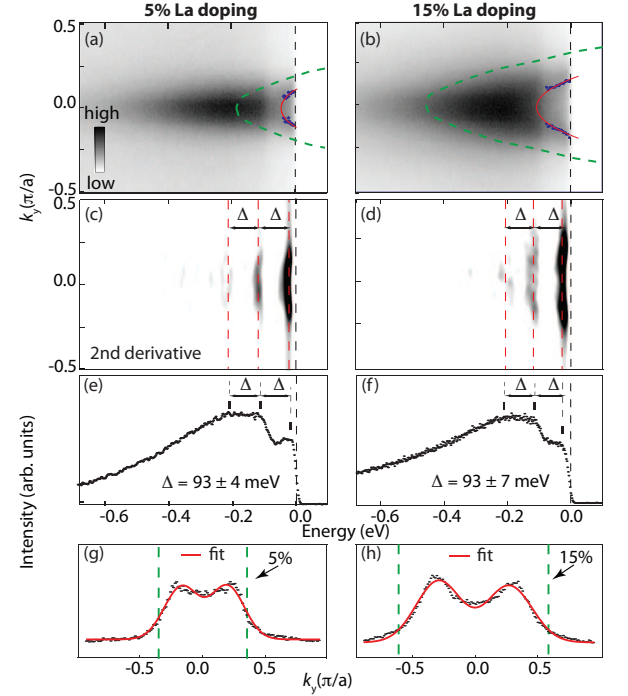 5% La doping 15% La doping
(a) (b)
0.5
0.0
-0.5
high
low
k_y(π/a)
(c) (d)
Δ Δ Δ Δ
0.5
0.0
-0.5
2nd derivative
(e) (f)
Δ Δ Δ Δ
Δ = 93 ± 4 meV Δ = 93 ± 7 meV
Intensity (arb. units)
-0.6 -0.4 -0.2 0.0 -0.6 -0.4 -0.2 0.0
Energy (eV)
(g) fit 5% (h) fit 15%
-0.5 0.0 0.5 -0.5 0.0 0.5
k_y(π/a)